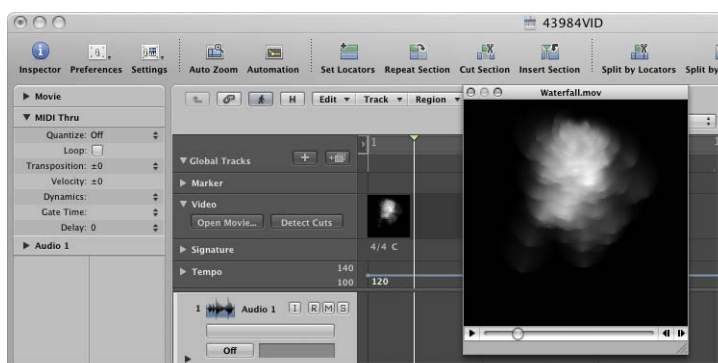 43984VID
Inspector Preferences Settings Auto Zoom Automation Set Locators Repeat Section Cut Section Insert Section Split by Locators Split by
Movie
MIDI Thru
Quantize: Off
Loop:
Transposition: ±0
Velocity: ±0
Dynamics:
Gate Time:
Delay: 0
Audio 1
H Edit Track Region
Global Tracks
1
Marker
Video
Open Movie... Detect Cuts
Signature 4/4 C
Tempo 140
100 120
1 Audio 1 I R M S
Off
Waterfall.mov